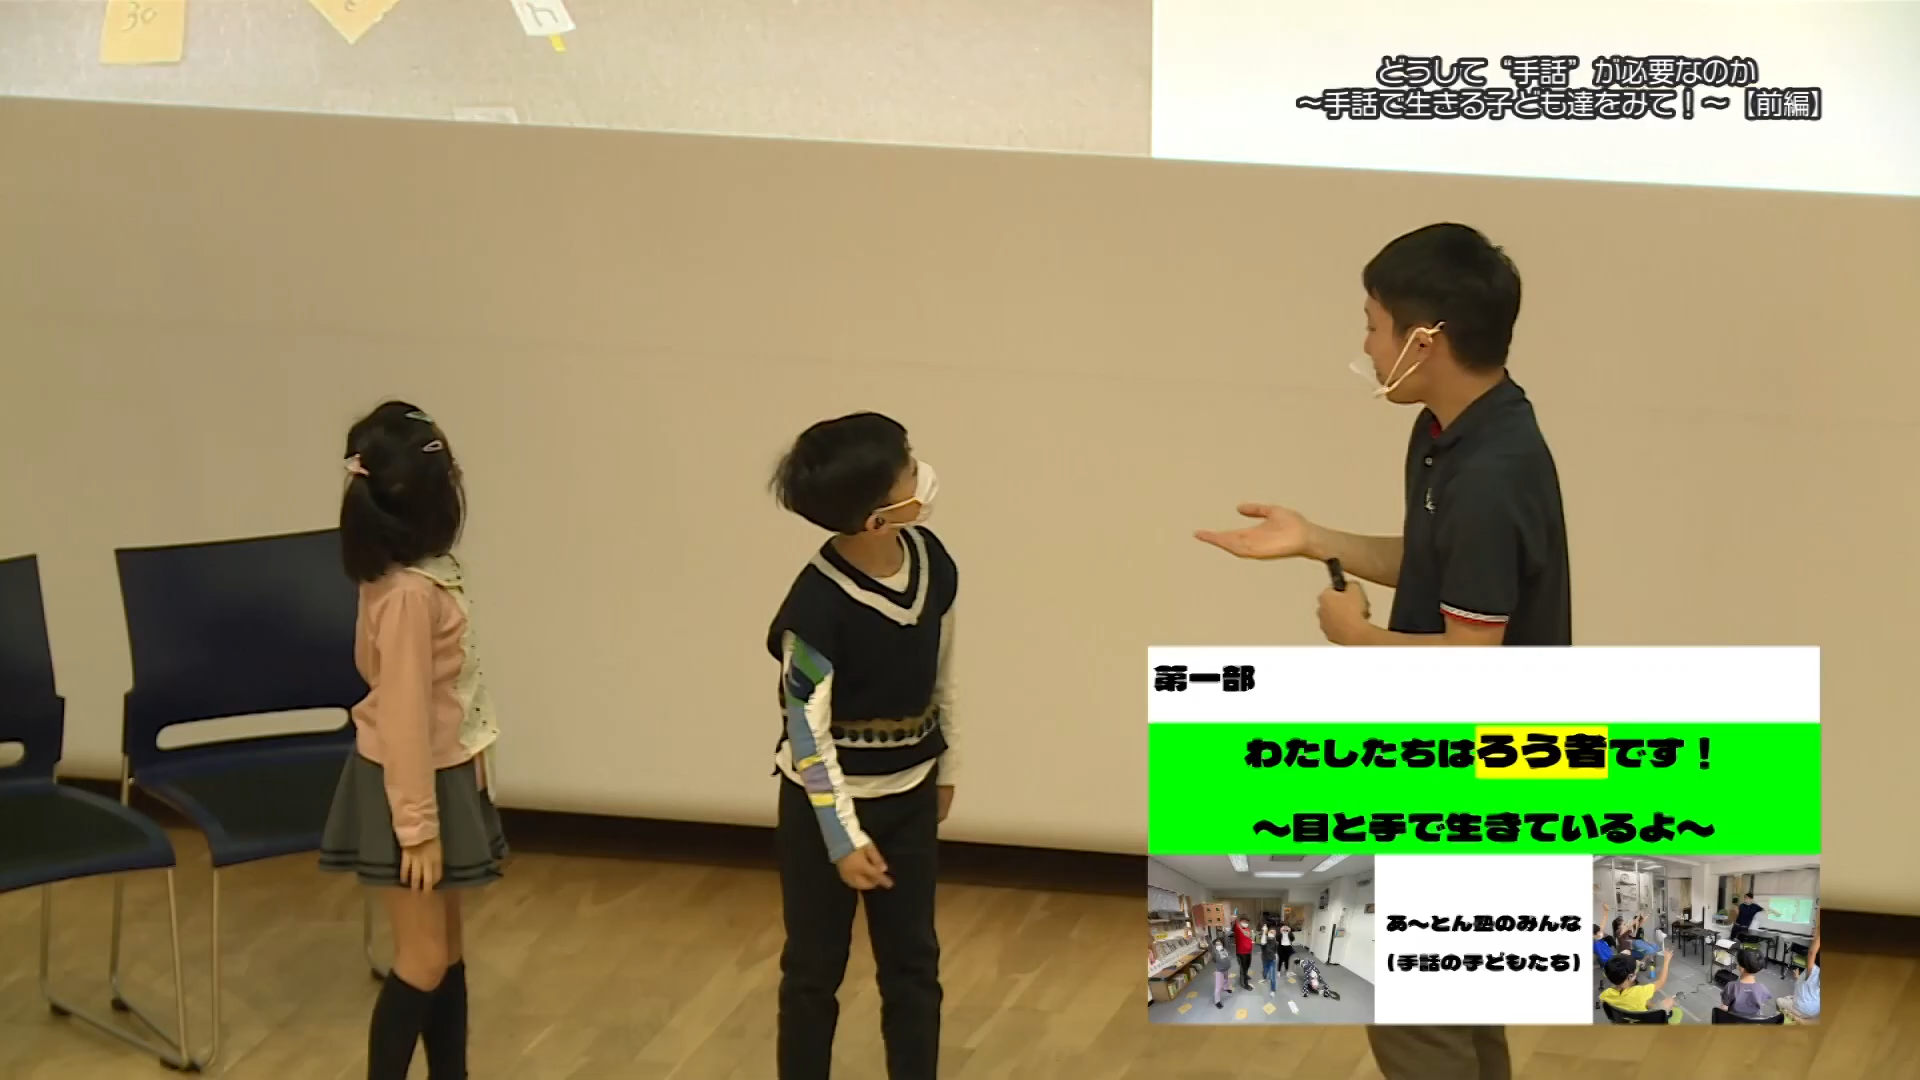 30
どうして“手話”が必要なのか
～手話で生きる子ども達をみて！～【前編】
第一部
わたしたちはろう者です！
～目と手で生きているよ～
あ～とん塾のみんな
（手話の子どもたち）